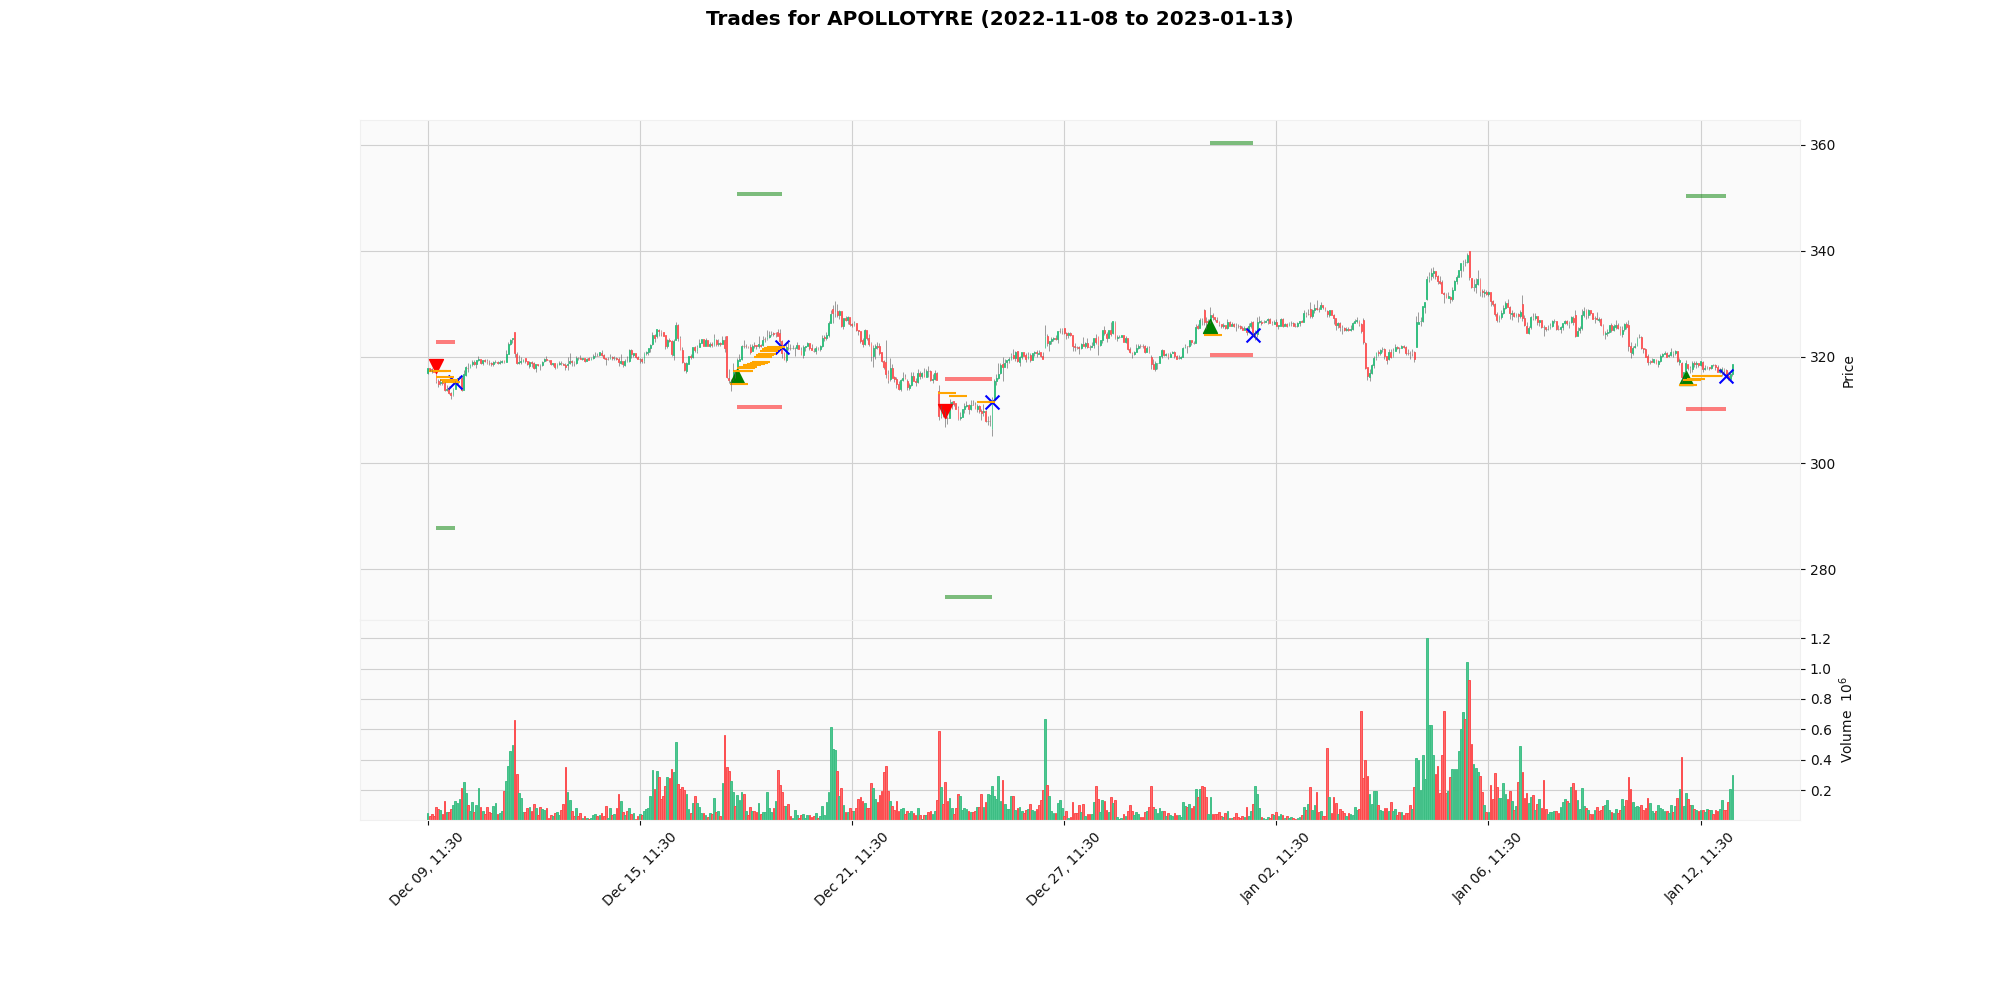 Trades for APOLLOTYRE (2022-11-08 to 2023-01-13)
360
340
320
300
280
Price
1.2
1.0
0.8
0.6
0.4
0.2
Volume 10^6
Dec 09, 11:30
Dec 15, 11:30
Dec 21, 11:30
Dec 27, 11:30
Jan 02, 11:30
Jan 06, 11:30
Jan 12, 11:30